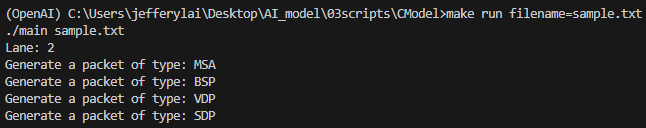 (OpenAI) C:\Users\jefferylai\Desktop\AI_model\03scripts\CModel>make run filename=sample.txt
./main sample.txt
Lane: 2
Generate a packet of type: MSA
Generate a packet of type: BSP
Generate a packet of type: VDP
Generate a packet of type: SDP